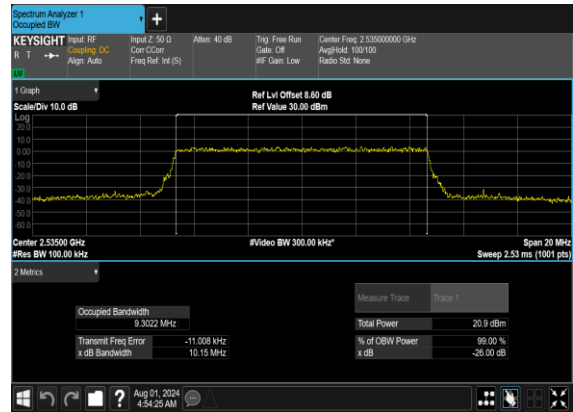 Spectrum Analyzer 1
Occupied BW
+
KEYSIGHT Input: RF Input Z: 50 Ω Atten: 40 dB Trig: Free Run Center Freq: 2.535000000 GHz
R T Coupling: DC Corr CCorr Gate: Off Avg|Hold: 100/100
Align: Auto Freq Ref: Int (S) #IF Gain: Low Radio Std: None
LXI
1 Graph
Ref Lvl Offset 8.60 dB
Scale/Div 10.0 dB Ref Value 30.00 dBm
Log
20.0
10.0
0.00
-10.0
-20.0
-30.0
-40.0
-50.0
-60.0
Center 2.53500 GHz #Video BW 300.00 kHz* Span 20 MHz
#Res BW 100.00 kHz Sweep 2.53 ms (1001 pts)
2 Metrics
Measure Trace Trace 1
Occupied Bandwidth
9.3022 MHz Total Power 20.9 dBm
Transmit Freq Error -11.008 kHz % of OBW Power 99.00 %
x dB Bandwidth 10.15 MHz x dB -26.00 dB
? Aug 01, 2024
4:54:25 AM